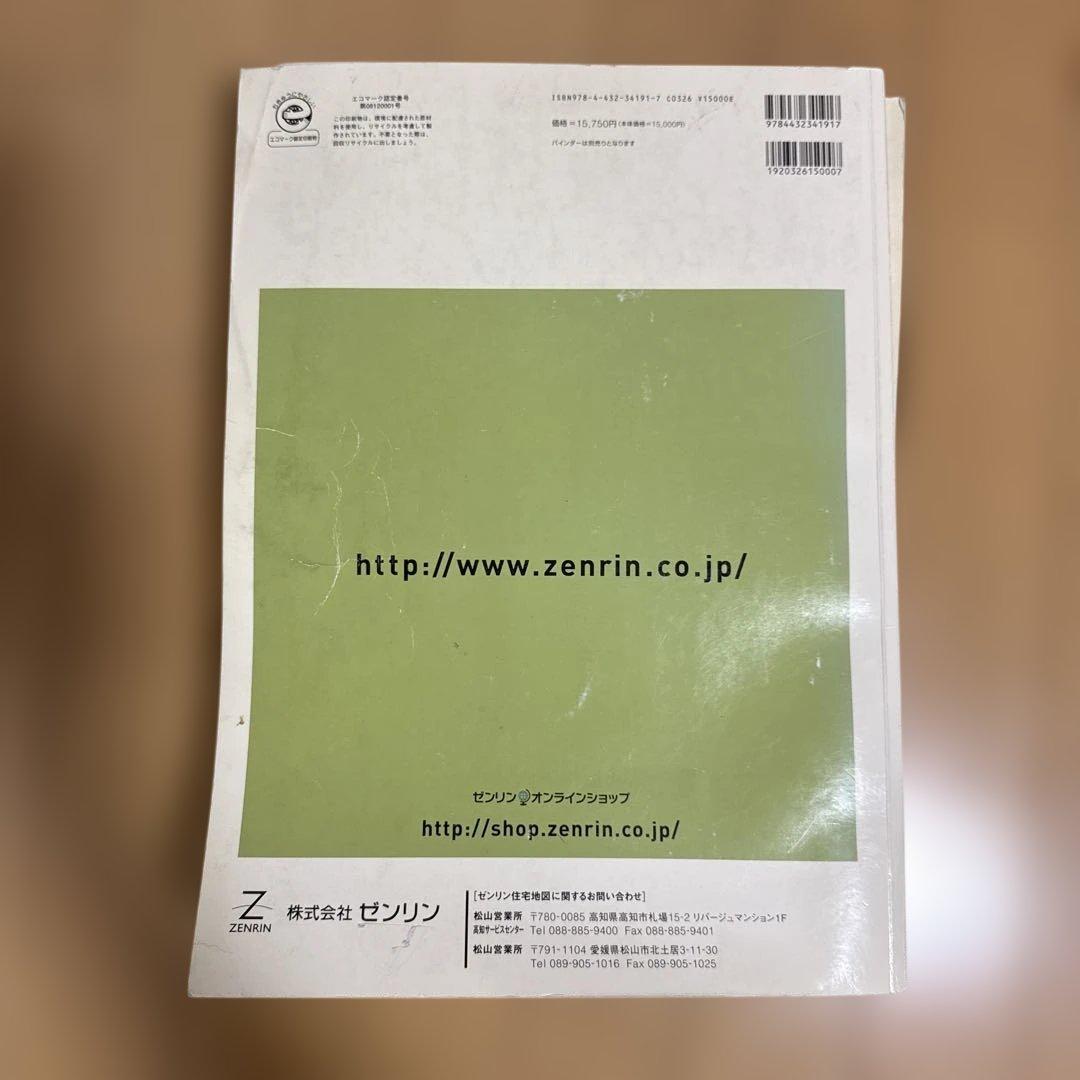 ちきゅうにやさしい
エコマーク認定印刷物
エコマーク認定番号
第08120001号
この印刷物は、環境に配慮された原材
料を使用し、リサイクルを考慮して製
作されています。不要となった際は、
回収リサイクルに出しましょう。
ISBN978-4-432-34191-7 C0326 ¥15000E
価格=15,750円(本体価格=15,000円)
バインダーは別売りとなります
9784432341917
1920326150007
http://www.zenrin.co.jp/
ゼンリン オンラインショップ
http://shop.zenrin.co.jp/
Z
ZENRIN
株式会社 ゼンリン
[ゼンリン住宅地図に関するお問い合わせ]
松山営業所 〒780-0085 高知県高知市札場15-2 リバージュマンション1F
高知サービスセンター Tel 088-885-9400 Fax 088-885-9401
松山営業所 〒791-1104 愛媛県松山市北土居3-11-30
Tel 089-905-1016 Fax 089-905-1025